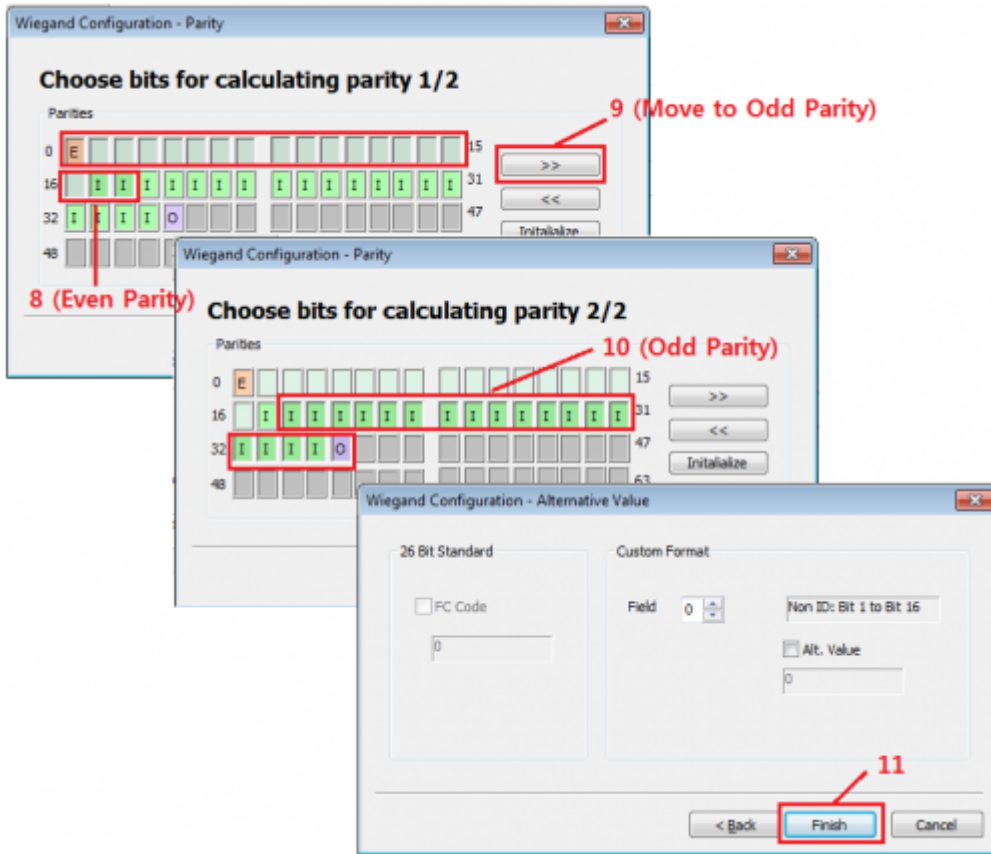 Wiegand Configuration - Parity
Choose bits for calculating parity 1/2
Parities
9 (Move to Odd Parity)
0 E 15
>>
16 I I I I I I I I I I I I I I I 31
<<
32 I I I I O 47
Initalialize
48
8 (Even Parity)
Wiegand Configuration - Parity
Choose bits for calculating parity 2/2
Parities
10 (Odd Parity)
0 E 15
>>
16 I I I I I I I I I I I I I I I 31
<<
32 I I I I O 47
Initalialize
48 63
Wiegand Configuration - Alternative Value
26 Bit Standard
Custom Format
FC Code
Field 0 Non ID: Bit 1 to Bit 16
0
Alt. Value
0
11
< Back Finish Cancel